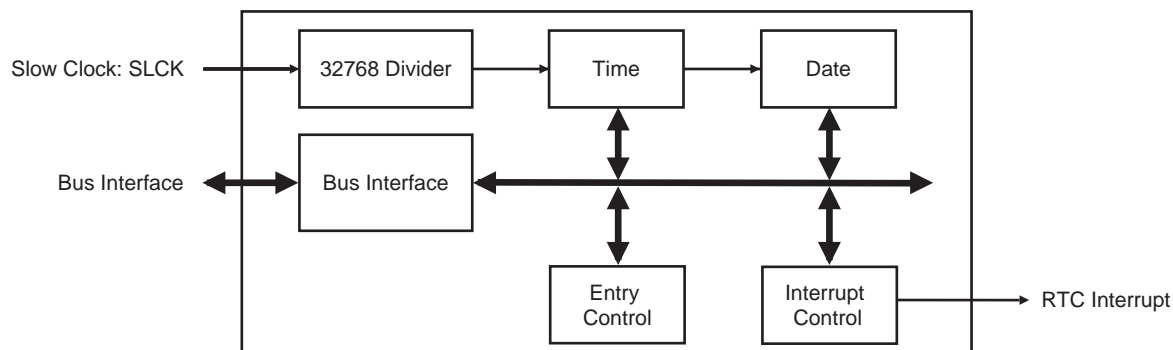 Slow Clock: SLCK
32768 Divider
Time
Date
Bus Interface
Bus Interface
Entry
Control
Interrupt
Control
RTC Interrupt